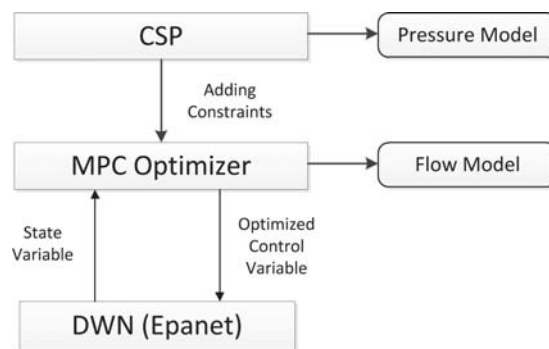 CSP
Pressure Model
Adding
Constraints
MPC Optimizer
Flow Model
State
Variable
Optimized
Control
Variable
DWN (Epanet)